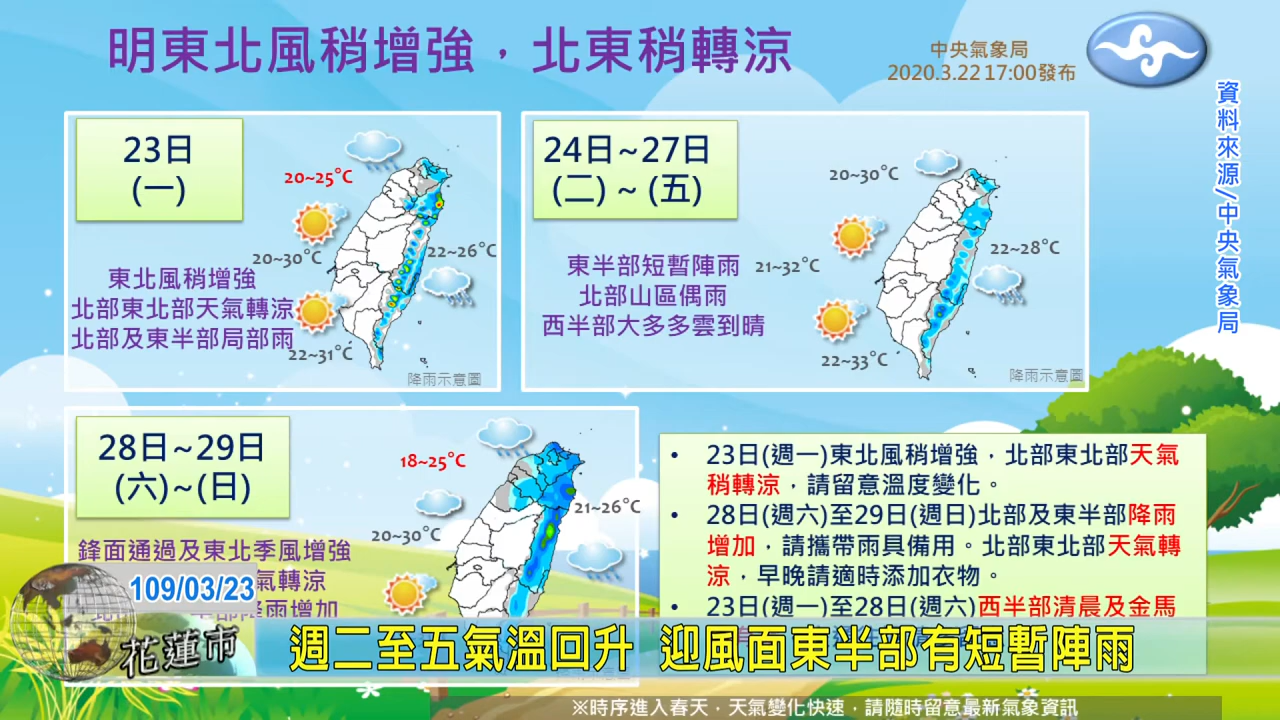 明東北風稍增強，北東稍轉涼
中央氣象局
2020.3.22 17:00發布
資料來源/中央氣象局
23日
(一)
20~25°C
20~30°C
22~26°C
22~31°C
東北風稍增強
北部東北部天氣轉涼
北部及東半部局部雨
降雨示意圖
24日~27日
(二) ~ (五)
20~30°C
21~32°C
22~28°C
22~33°C
東半部短暫陣雨
北部山區偶雨
西半部大多多雲到晴
降雨示意圖
28日~29日
(六)~(日)
18~25°C
21~26°C
20~30°C
鋒面通過及東北季風增強
氣轉涼
降雨增加
• 23日(週一)東北風稍增強，北部東北部天氣
稍轉涼，請留意溫度變化。
• 28日(週六)至29日(週日)北部及東半部降雨
增加，請攜帶雨具備用。北部東北部天氣轉
涼，早晚請適時添加衣物。
• 23日(週一)至28日(週六)西半部清晨及金馬
109/03/23
花蓮市
週二至五氣溫回升 迎風面東半部有短暫陣雨
※時序進入春天，天氣變化快速，請隨時留意最新氣象資訊